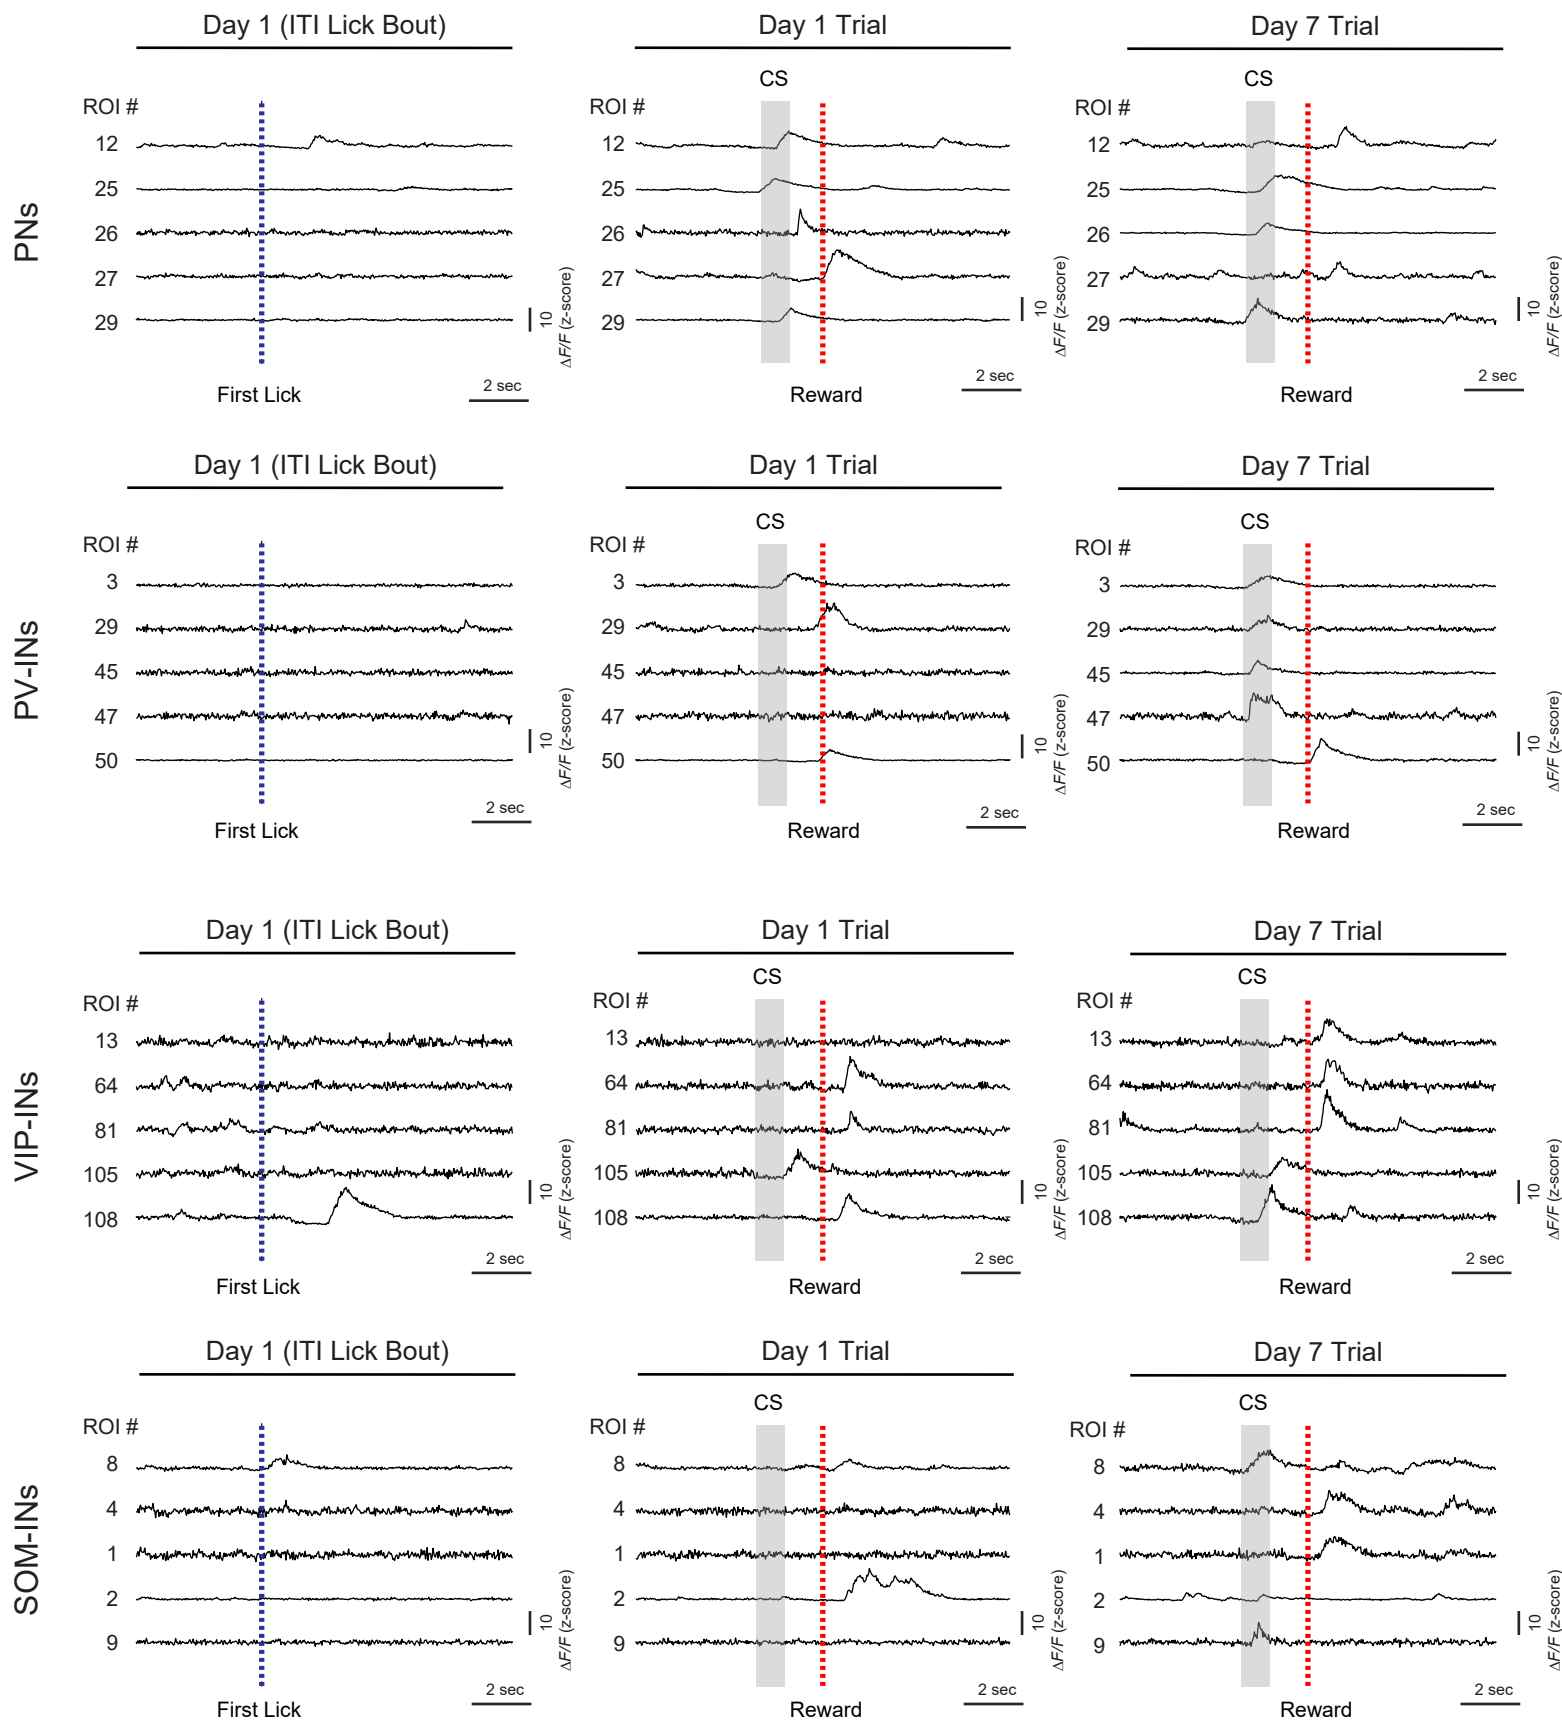 PNs
Day 1 (ITI Lick Bout)
ROI #
12
25
26
27
29
10
ΔF/F (z-score)
2 sec
First Lick
Day 1 Trial
CS
ROI #
12
25
26
27
29
10
ΔF/F (z-score)
2 sec
Reward
Day 7 Trial
CS
ROI #
12
25
26
27
29
10
ΔF/F (z-score)
2 sec
Reward
PV-INs
Day 1 (ITI Lick Bout)
ROI #
3
29
45
47
50
10
ΔF/F (z-score)
2 sec
First Lick
Day 1 Trial
CS
ROI #
3
29
45
47
50
10
ΔF/F (z-score)
2 sec
Reward
Day 7 Trial
CS
ROI #
3
29
45
47
50
10
ΔF/F (z-score)
2 sec
Reward
VIP-INs
Day 1 (ITI Lick Bout)
ROI #
13
64
81
105
108
10
ΔF/F (z-score)
2 sec
First Lick
Day 1 Trial
CS
ROI #
13
64
81
105
108
10
ΔF/F (z-score)
2 sec
Reward
Day 7 Trial
CS
ROI #
13
64
81
105
108
10
ΔF/F (z-score)
2 sec
Reward
SOM-INs
Day 1 (ITI Lick Bout)
ROI #
8
4
1
2
9
10
ΔF/F (z-score)
2 sec
First Lick
Day 1 Trial
CS
ROI #
8
4
1
2
9
10
ΔF/F (z-score)
2 sec
Reward
Day 7 Trial
CS
ROI #
8
4
1
2
9
10
ΔF/F (z-score)
2 sec
Reward